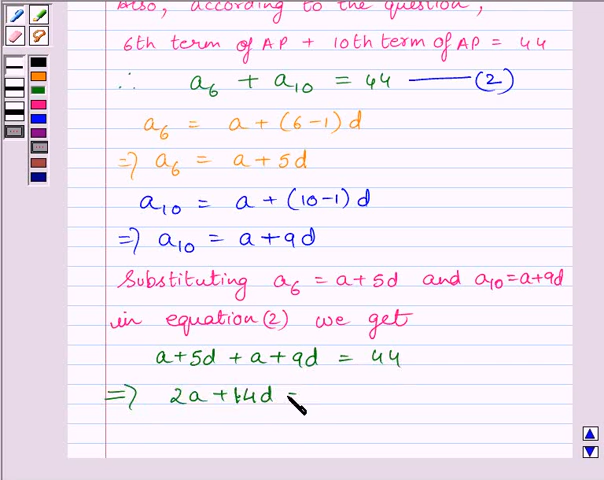 Also, according to the question,
6th term of AP + 10th term of AP = 44
∴ a₆ + a₁₀ = 44 —— (2)
a₆ = a + (6-1)d
=> a₆ = a + 5d
a₁₀ = a + (10-1)d
=> a₁₀ = a + 9d
Substituting a₆ = a + 5d and a₁₀ = a + 9d
in equation (2) we get
a + 5d + a + 9d = 44
=> 2a + 14d =